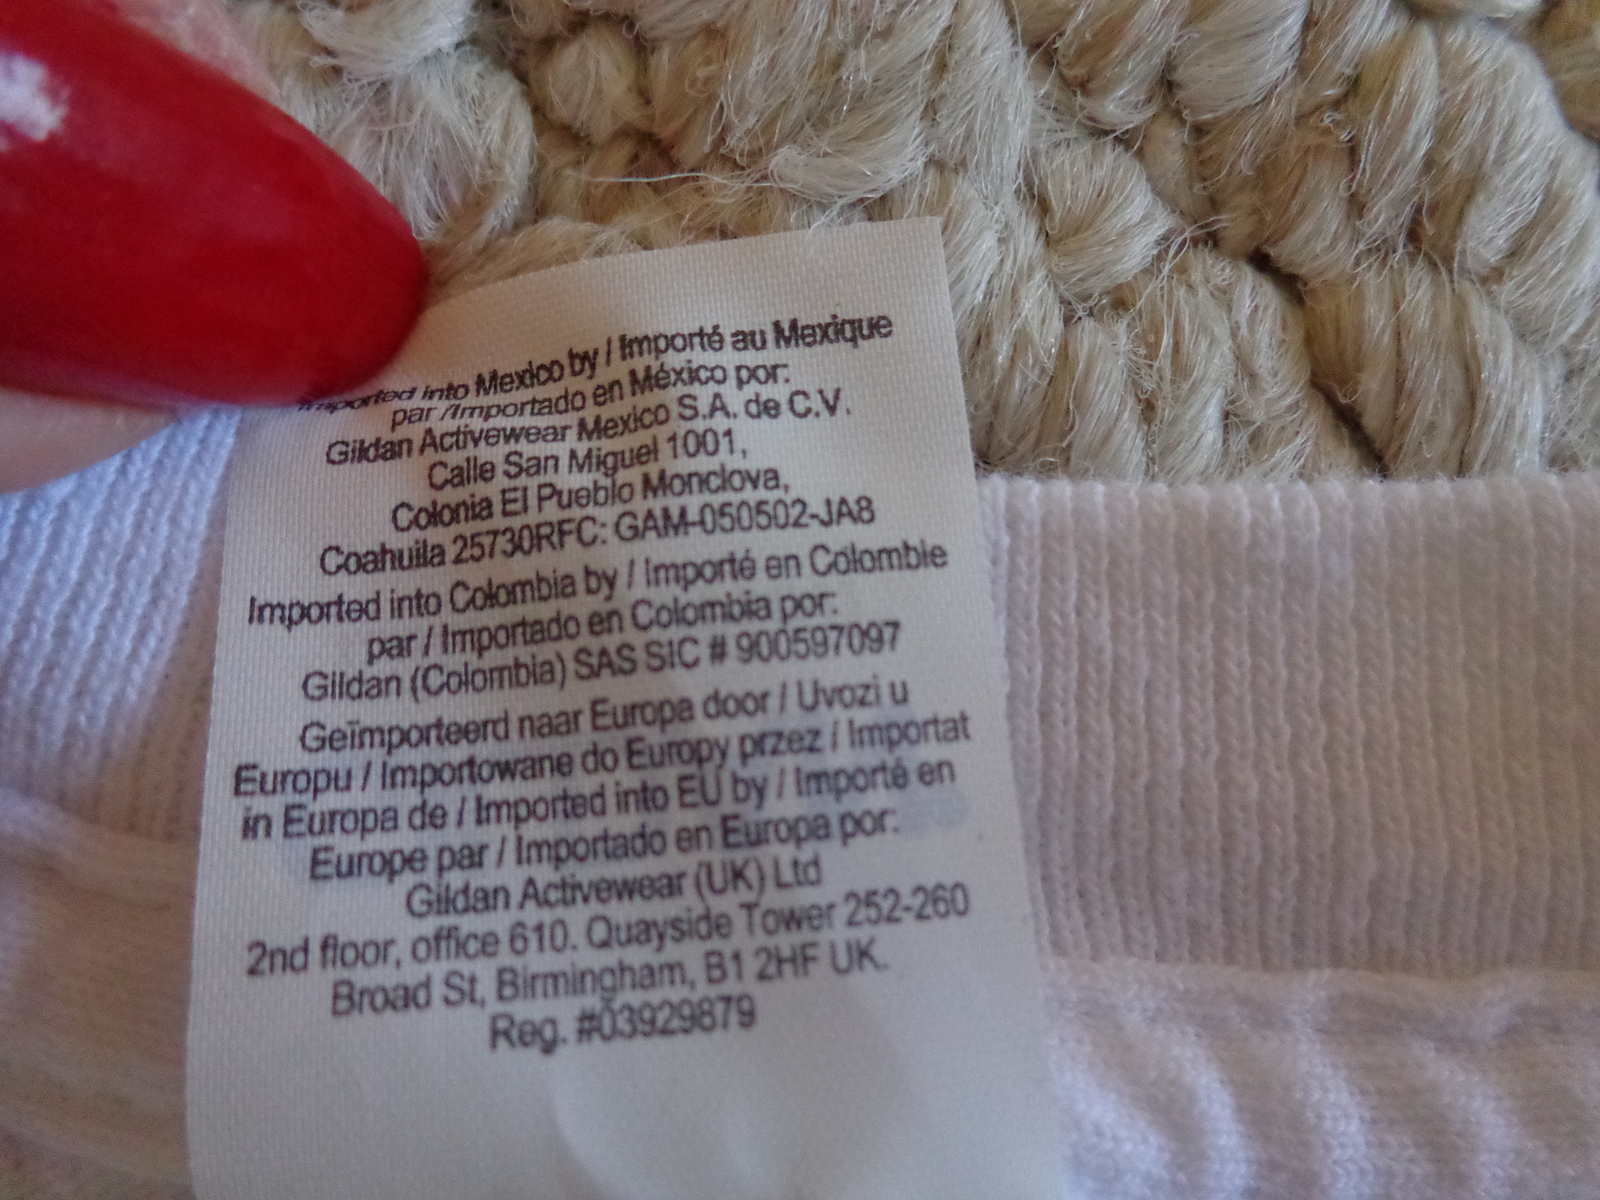 Imported into Mexico by / Importé au Mexique
par /Importado en México por:
Gildan Activewear Mexico S.A. de C.V.
Calle San Miguel 1001,
Colonia El Pueblo Monclova,
Coahuila 25730RFC: GAM-050502-JA8
Imported into Colombia by / Importé en Colombie
par / Importado en Colombia por:
Gildan (Colombia) SAS SIC # 900597097
Geïmporteerd naar Europa door / Uvozi u
Europu / Importowane do Europy przez / Importat
in Europa de / Imported into EU by / Importé en
Europe par / Importado en Europa por:
Gildan Activewear (UK) Ltd
2nd floor, office 610. Quayside Tower 252-260
Broad St, Birmingham, B1 2HF UK.
Reg. #03929879